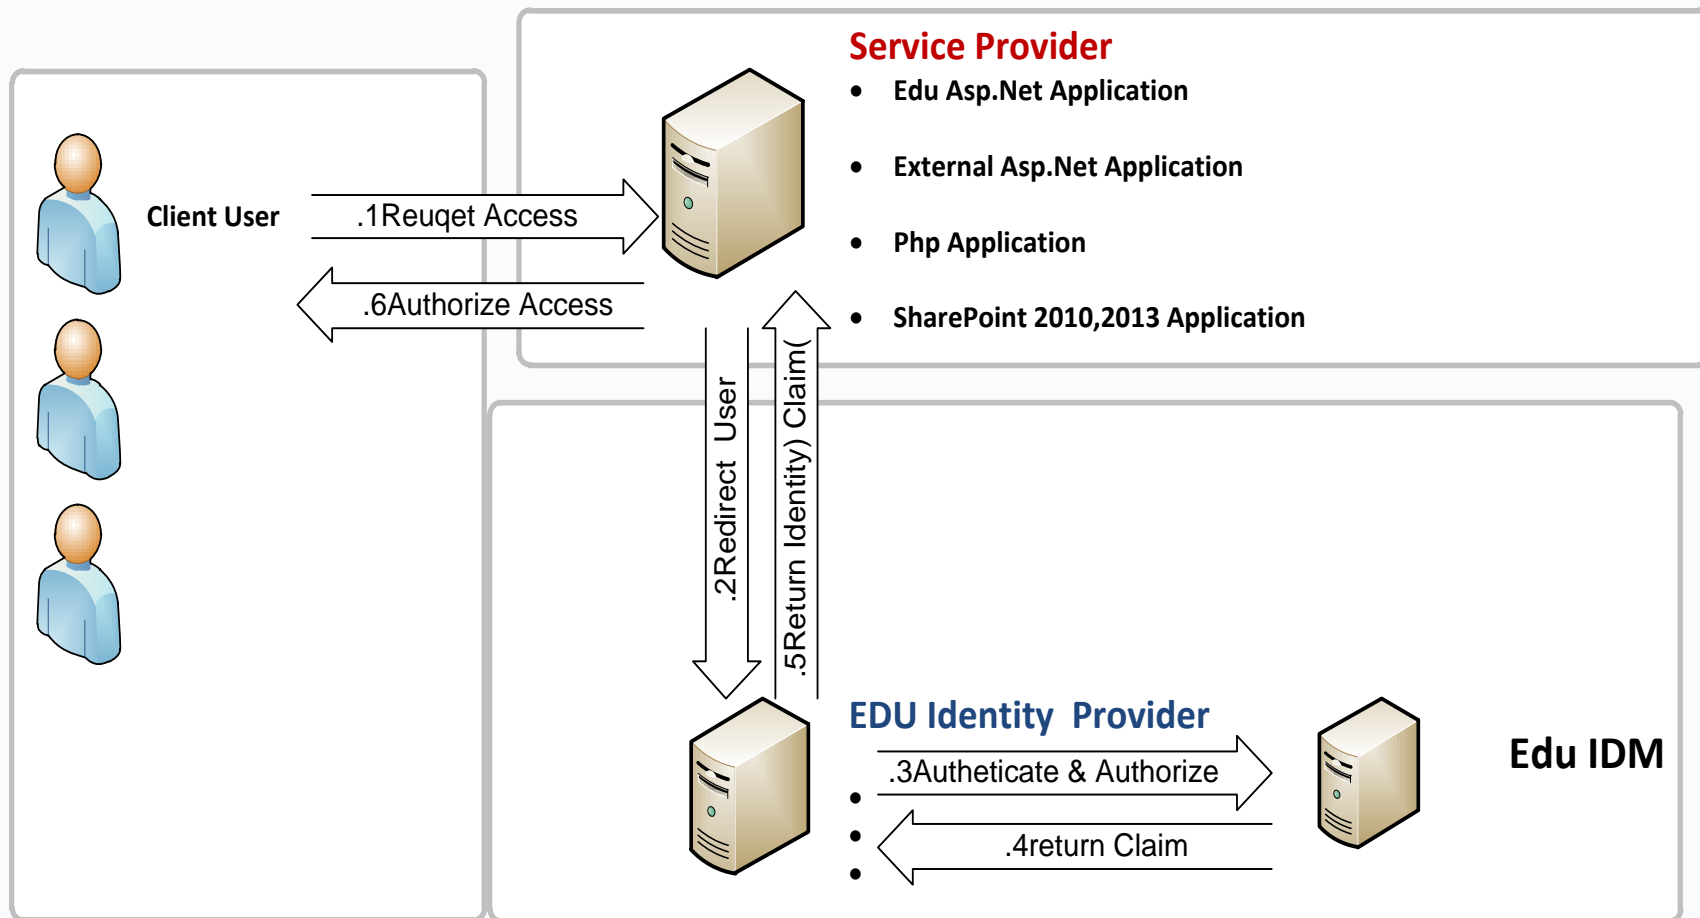 Service Provider
• Edu Asp.Net Application
• External Asp.Net Application
• Php Application
• SharePoint 2010,2013 Application
Client User
.1Reuqet Access
.6Authorize Access
.2Redirect User
.5Return Identity) Claim(
EDU Identity Provider
.3Autheticate & Authorize
.4return Claim
Edu IDM